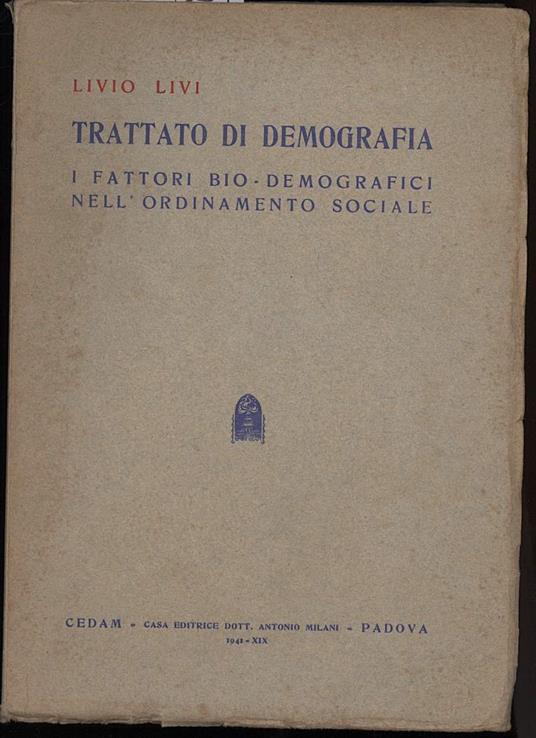 LIVIO LIVI
TRATTATO DI DEMOGRAFIA
I FATTORI BIO-DEMOGRAFICI
NELL'ORDINAMENTO SOCIALE
CEDAM - CASA EDITRICE DOTT. ANTONIO MILANI - PADOVA
1941-XIX